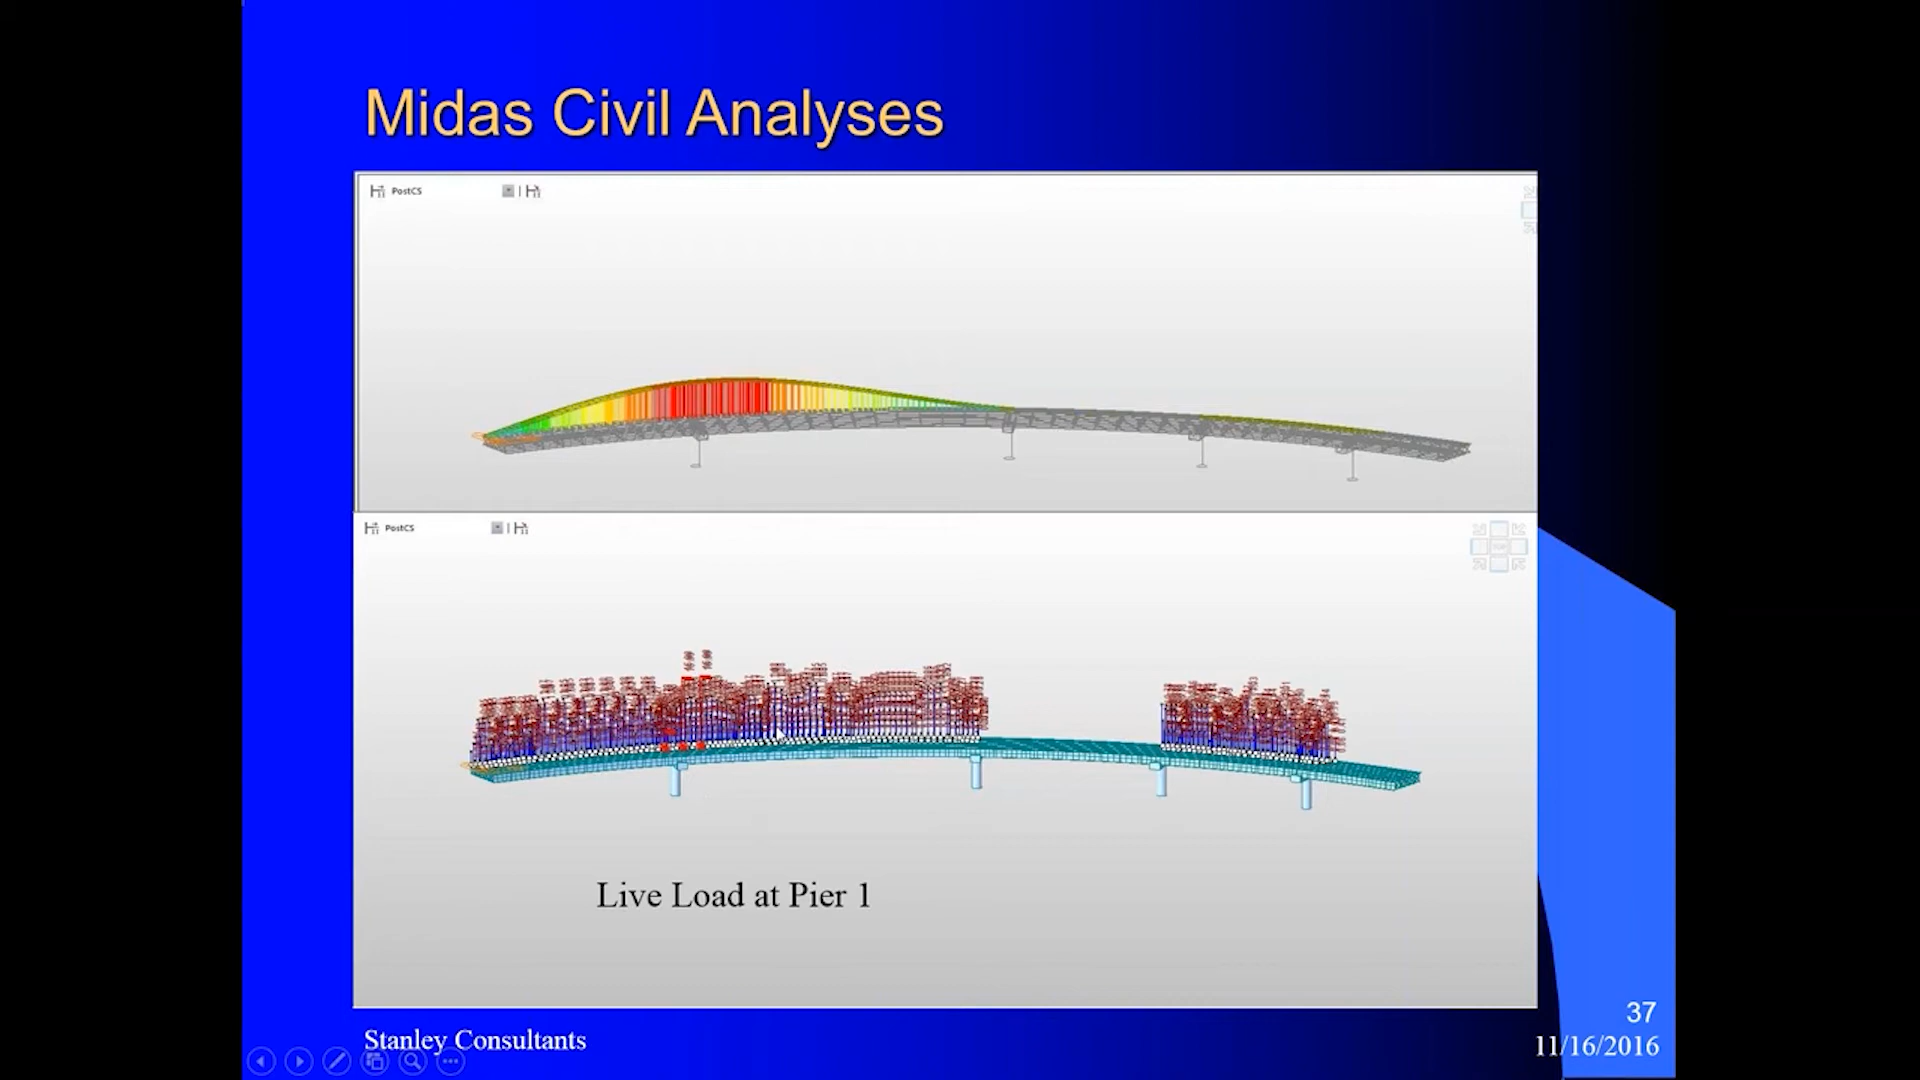 Midas Civil Analyses
PostCS
PostCS
Live Load at Pier 1
Stanley Consultants
37
11/16/2016